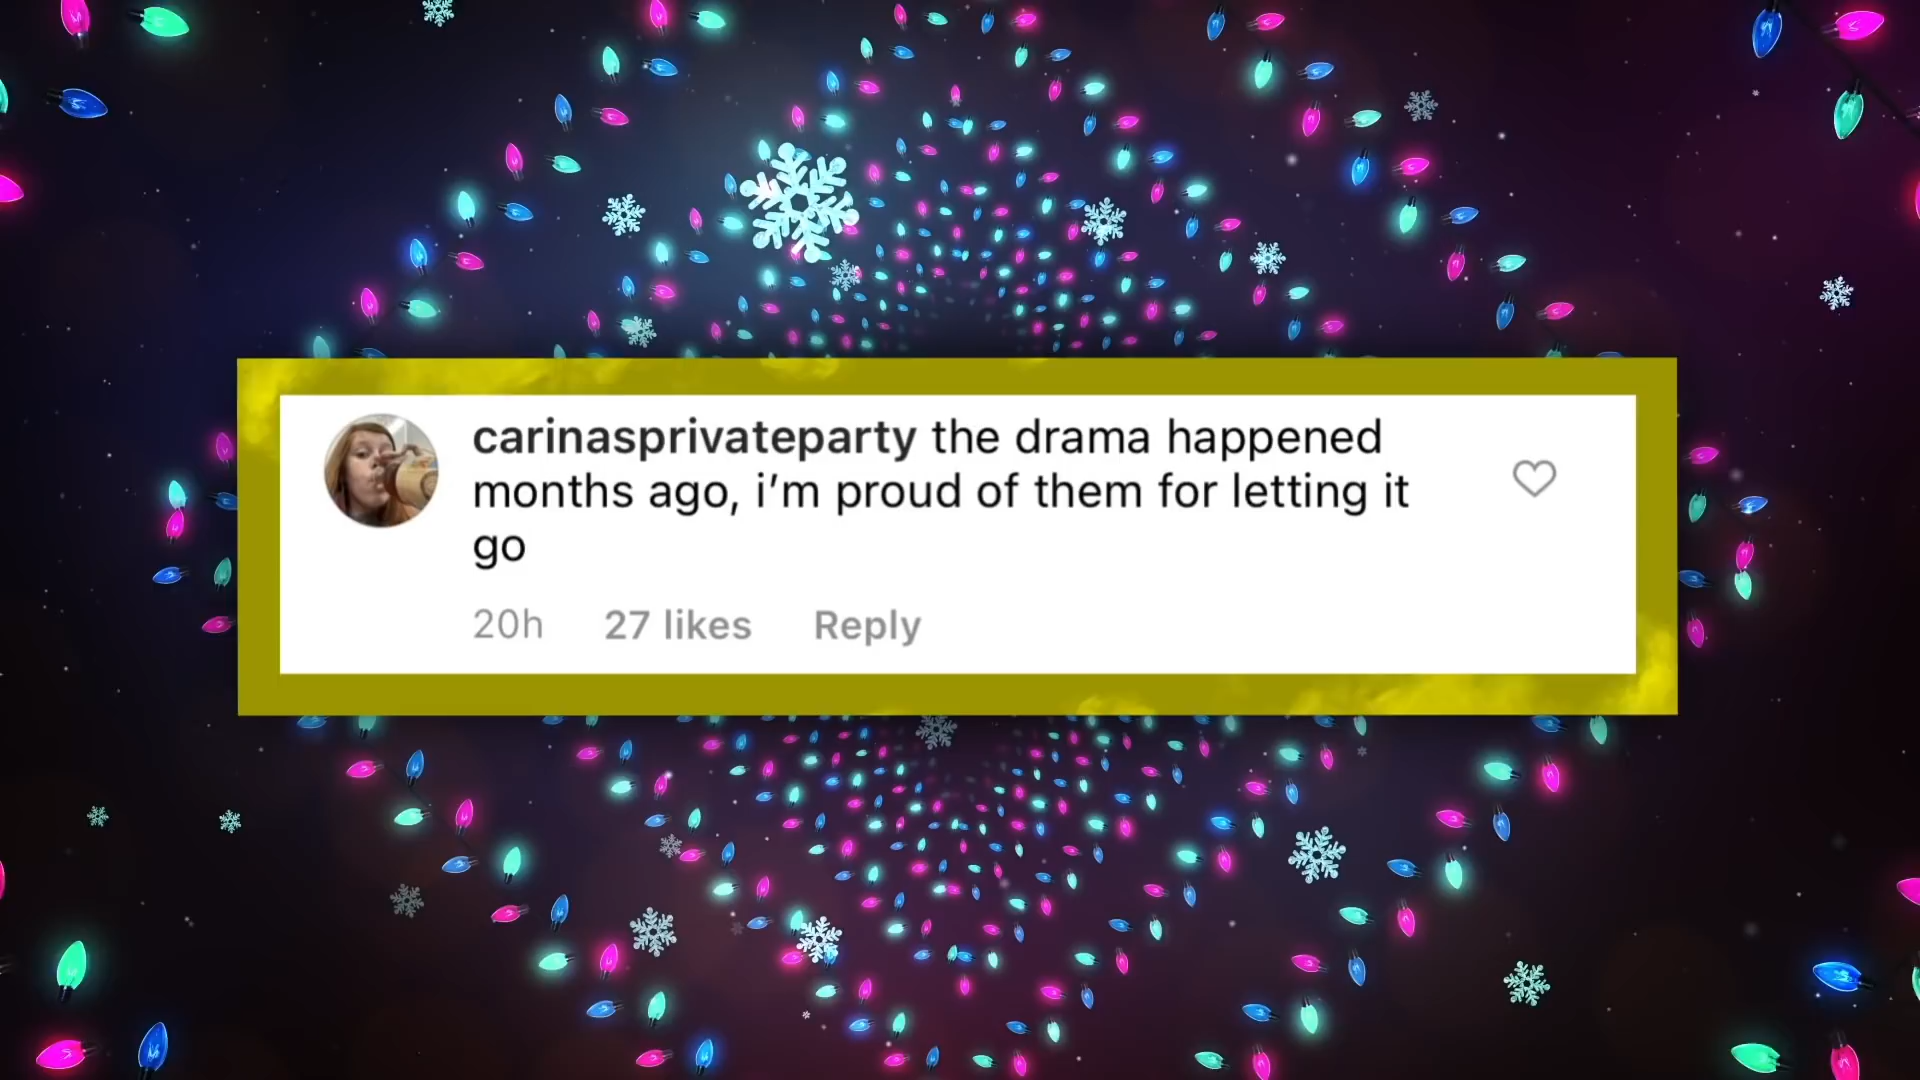 carinasprivateparty the drama happened
months ago, i’m proud of them for letting it
go
20h 27 likes Reply